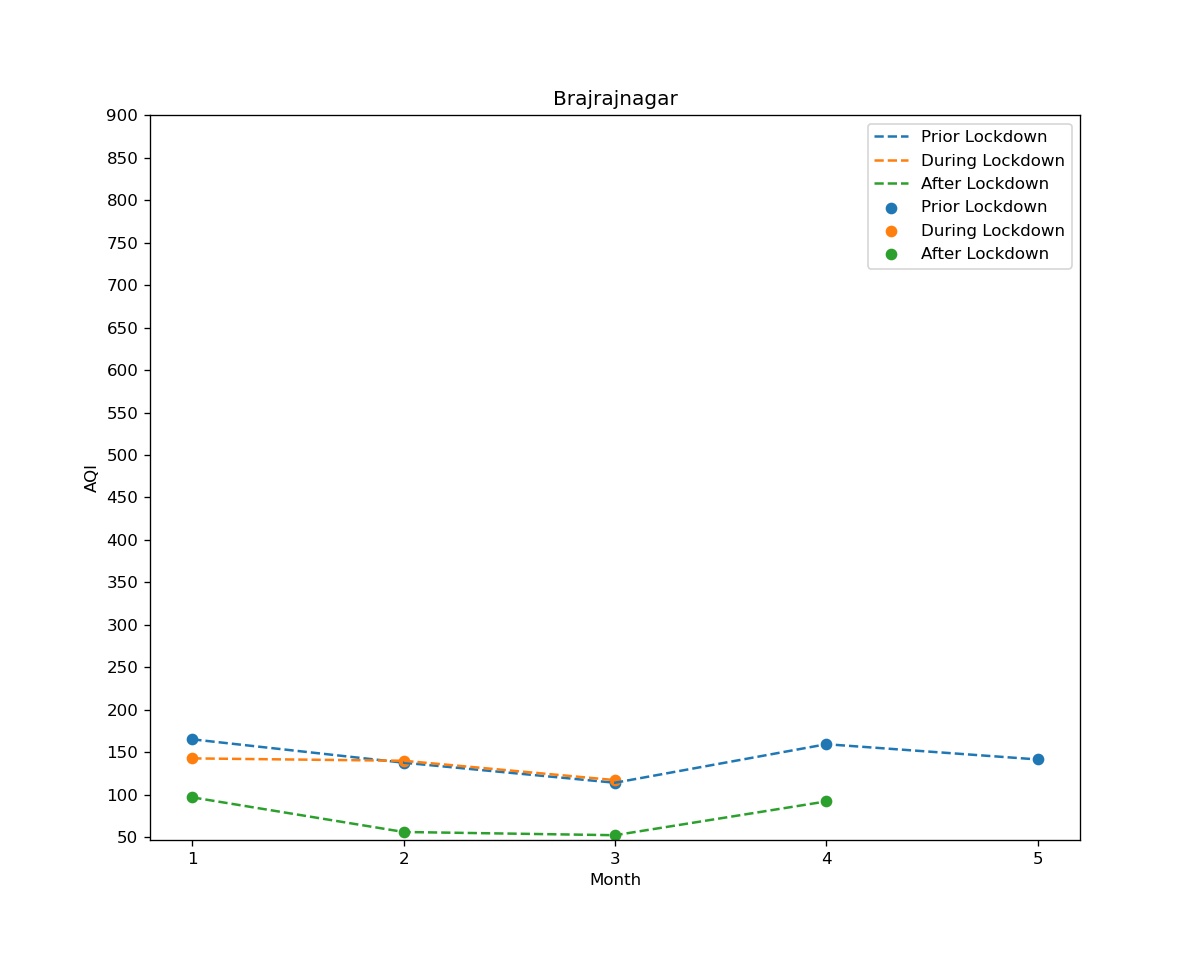 Brajrajnagar
900
850
800
750
700
650
600
550
500
450
400
350
300
250
200
150
100
50
AQI
Prior Lockdown
During Lockdown
After Lockdown
Prior Lockdown
During Lockdown
After Lockdown
1 2 3 4 5
Month